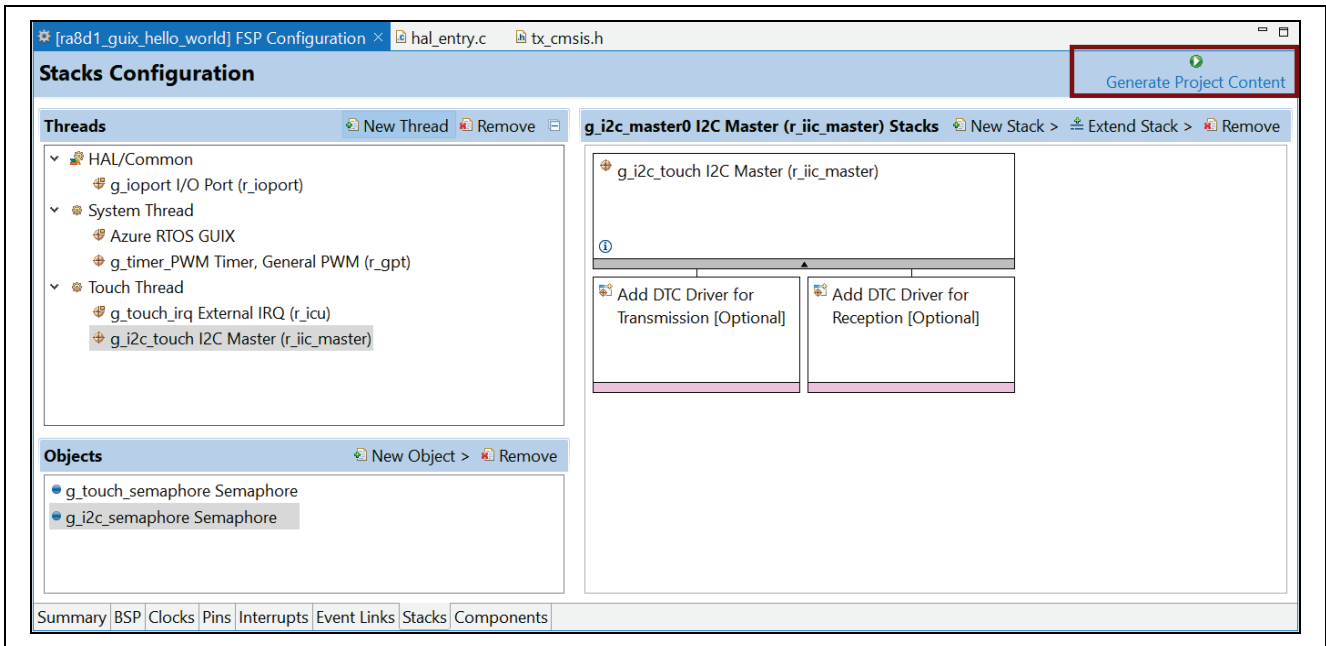 [ra8d1_guix_hello_world] FSP Configuration × hal_entry.c tx_cmsis.h
Stacks Configuration
Generate Project Content
Threads New Thread Remove
HAL/Common
g_ioport I/O Port (r_ioport)
System Thread
Azure RTOS GUIX
g_timer_PWM Timer, General PWM (r_gpt)
Touch Thread
g_touch_irq External IRQ (r_icu)
g_i2c_touch I2C Master (r_iic_master)
Objects New Object > Remove
g_touch_semaphore Semaphore
g_i2c_semaphore Semaphore
g_i2c_master0 I2C Master (r_iic_master) Stacks New Stack > Extend Stack > Remove
g_i2c_touch I2C Master (r_iic_master)
Add DTC Driver for
Transmission [Optional]
Add DTC Driver for
Reception [Optional]
Summary BSP Clocks Pins Interrupts Event Links Stacks Components